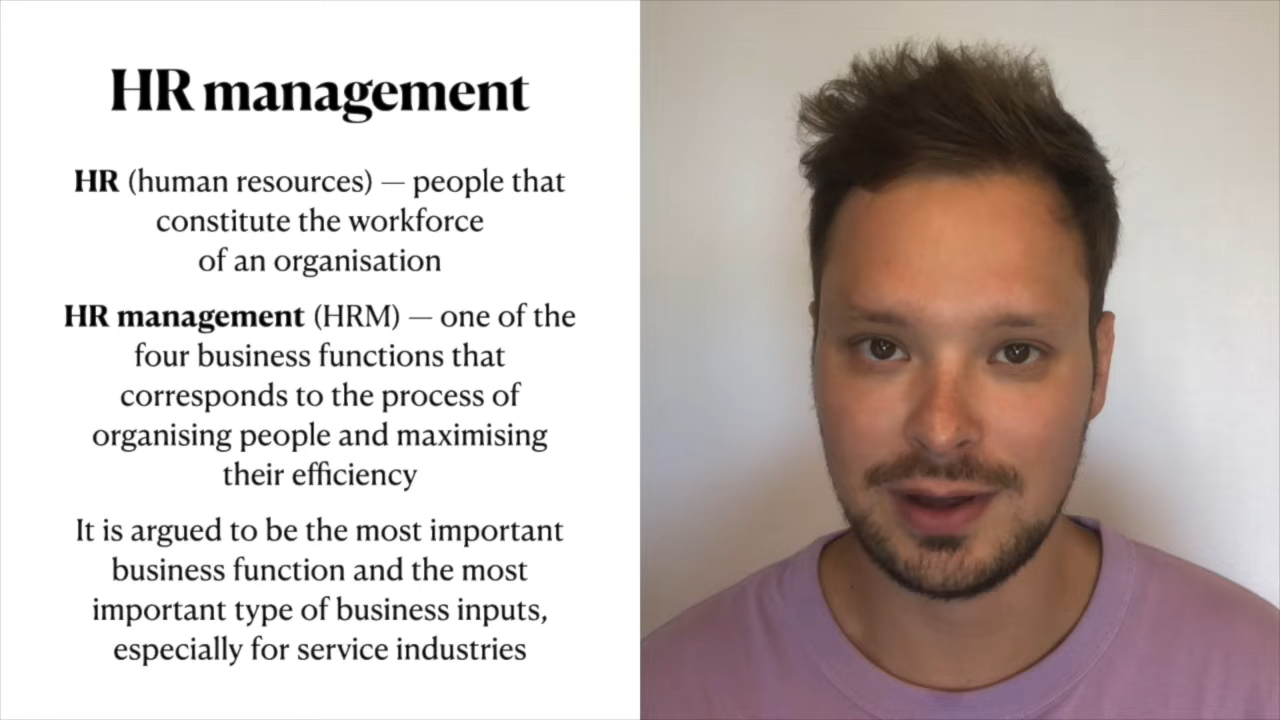 HR management
HR (human resources) — people that
constitute the workforce
of an organisation
HR management (HRM) — one of the
four business functions that
corresponds to the process of
organising people and maximising
their efficiency
It is argued to be the most important
business function and the most
important type of business inputs,
especially for service industries